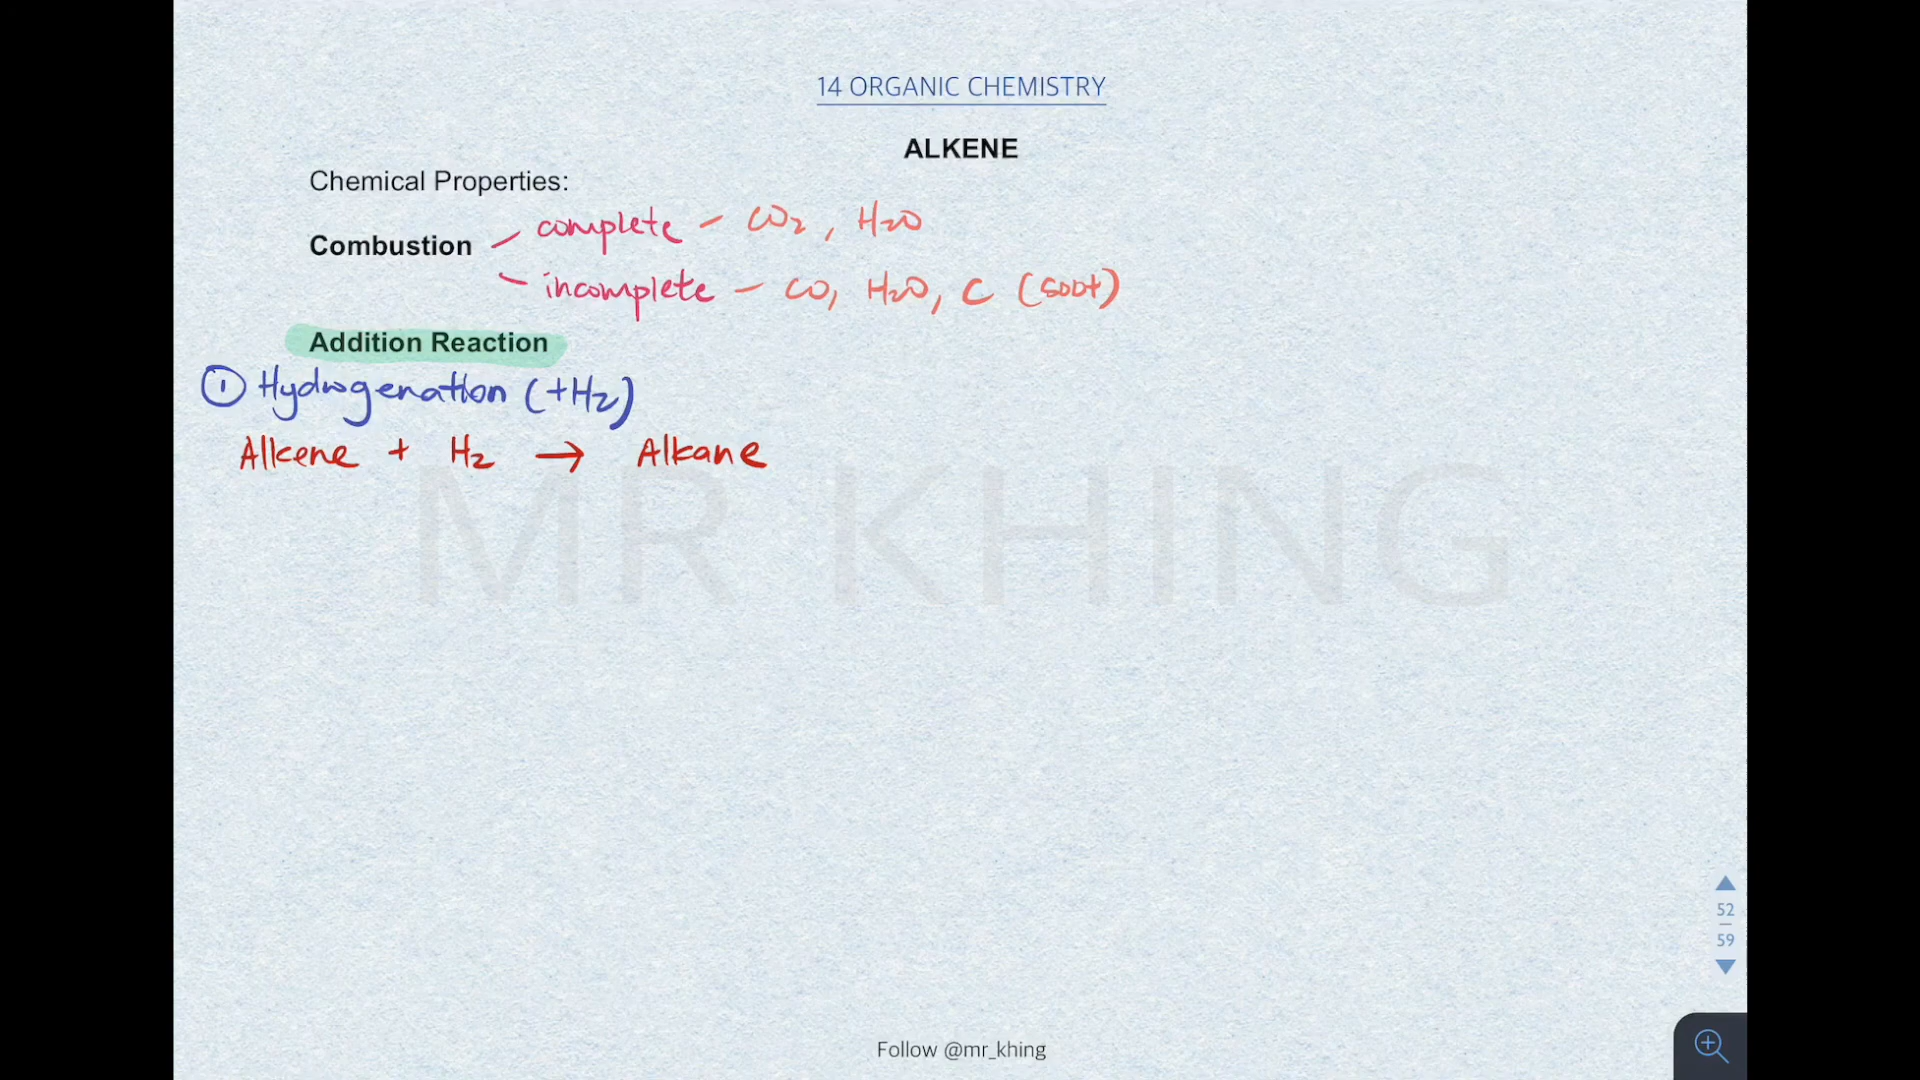 14 ORGANIC CHEMISTRY
ALKENE
Chemical Properties:
complete - CO2, H2O
Combustion
incomplete - CO, H2O, C (soot)
Addition Reaction
① Hydrogenation (+H2)
Alkene + H2 → Alkane
MR KHING
52
59
Follow @mr_khing